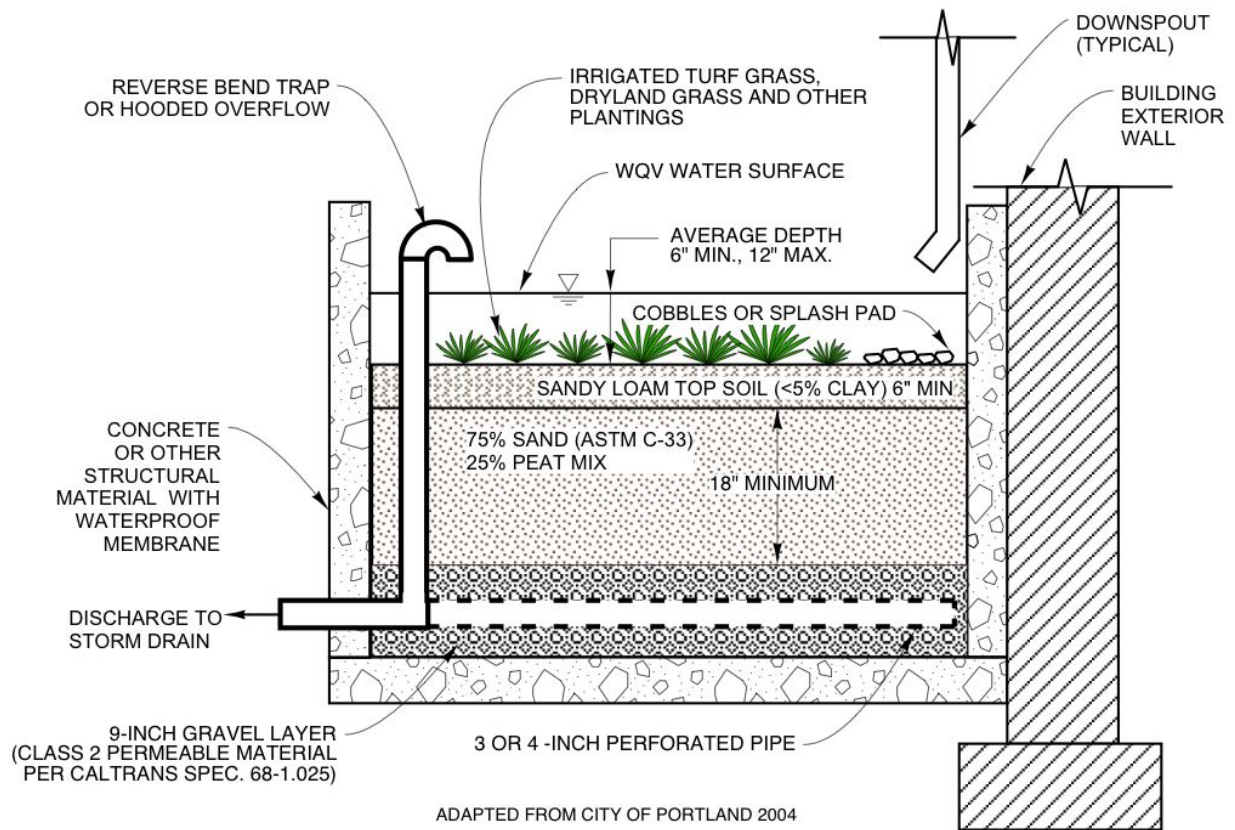 DOWNSPOUT
(TYPICAL)
REVERSE BEND TRAP
OR HOODED OVERFLOW
IRRIGATED TURF GRASS,
DRYLAND GRASS AND OTHER
PLANTINGS
BUILDING
EXTERIOR
WALL
WQV WATER SURFACE
AVERAGE DEPTH
6" MIN., 12" MAX.
COBBLES OR SPLASH PAD
SANDY LOAM TOP SOIL (<5% CLAY) 6" MIN
CONCRETE
OR OTHER
STRUCTURAL
MATERIAL WITH
WATERPROOF
MEMBRANE
75% SAND (ASTM C-33)
25% PEAT MIX
18" MINIMUM
DISCHARGE TO
STORM DRAIN
9-INCH GRAVEL LAYER
(CLASS 2 PERMEABLE MATERIAL
PER CALTRANS SPEC. 68-1.025)
3 OR 4 -INCH PERFORATED PIPE
ADAPTED FROM CITY OF PORTLAND 2004